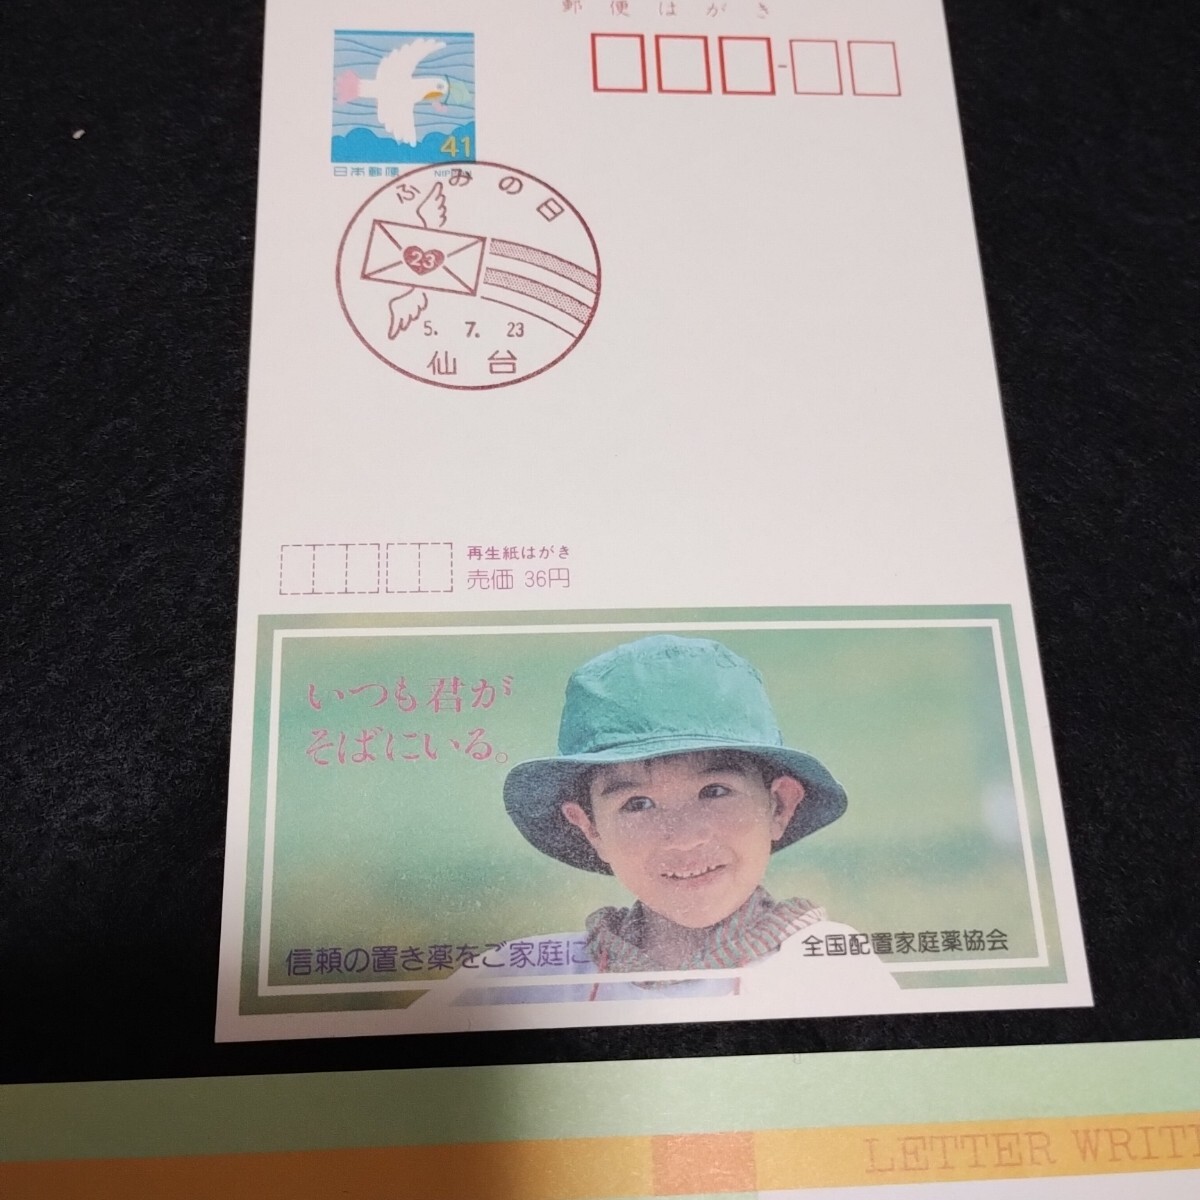 郵便はがき
41
日本郵便 NIPPON
ふみの日
23
5. 7. 23
仙台
再生紙はがき
売価 36円
いつも君が
そばにいる。
信頼の置き薬をご家庭に
全国配置家庭薬協会
LETTER WRITI